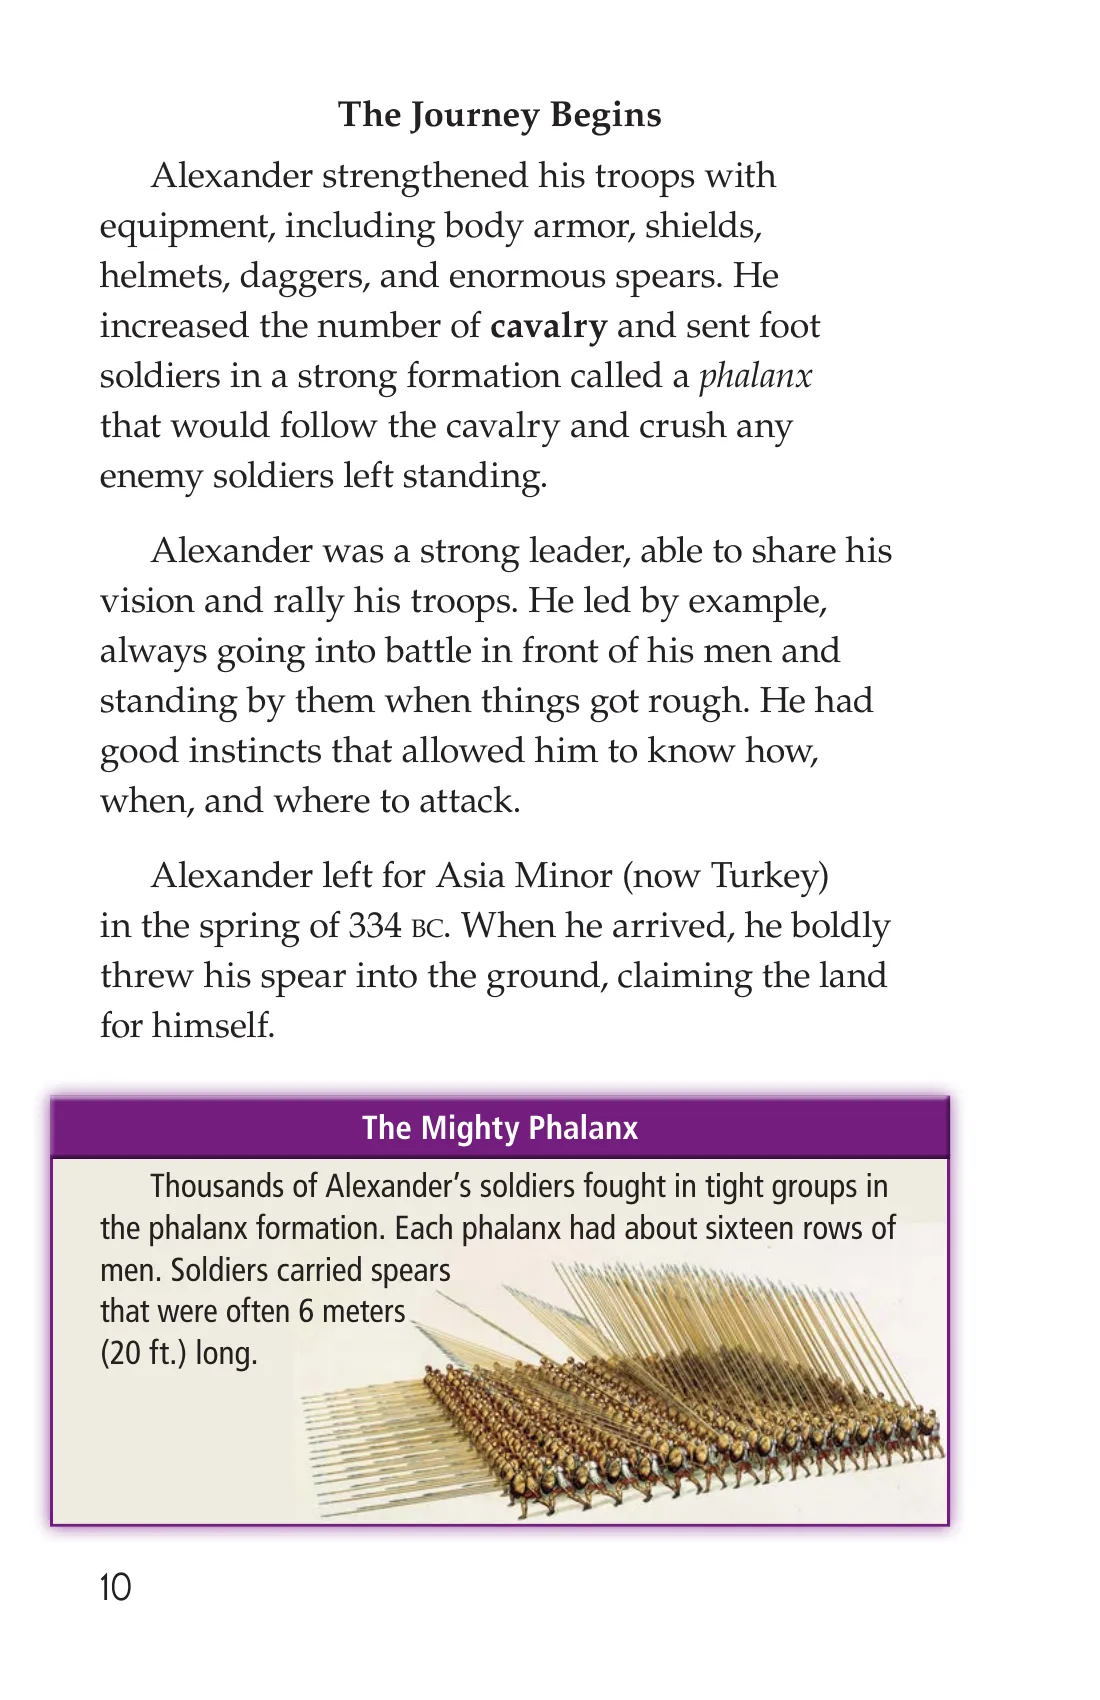 The Journey Begins
Alexander strengthened his troops with
equipment, including body armor, shields,
helmets, daggers, and enormous spears. He
increased the number of cavalry and sent foot
soldiers in a strong formation called a phalanx
that would follow the cavalry and crush any
enemy soldiers left standing.
Alexander was a strong leader, able to share his
vision and rally his troops. He led by example,
always going into battle in front of his men and
standing by them when things got rough. He had
good instincts that allowed him to know how,
when, and where to attack.
Alexander left for Asia Minor (now Turkey)
in the spring of 334 BC. When he arrived, he boldly
threw his spear into the ground, claiming the land
for himself.
The Mighty Phalanx
Thousands of Alexander’s soldiers fought in tight groups in
the phalanx formation. Each phalanx had about sixteen rows of
men. Soldiers carried spears
that were often 6 meters
(20 ft.) long.
10